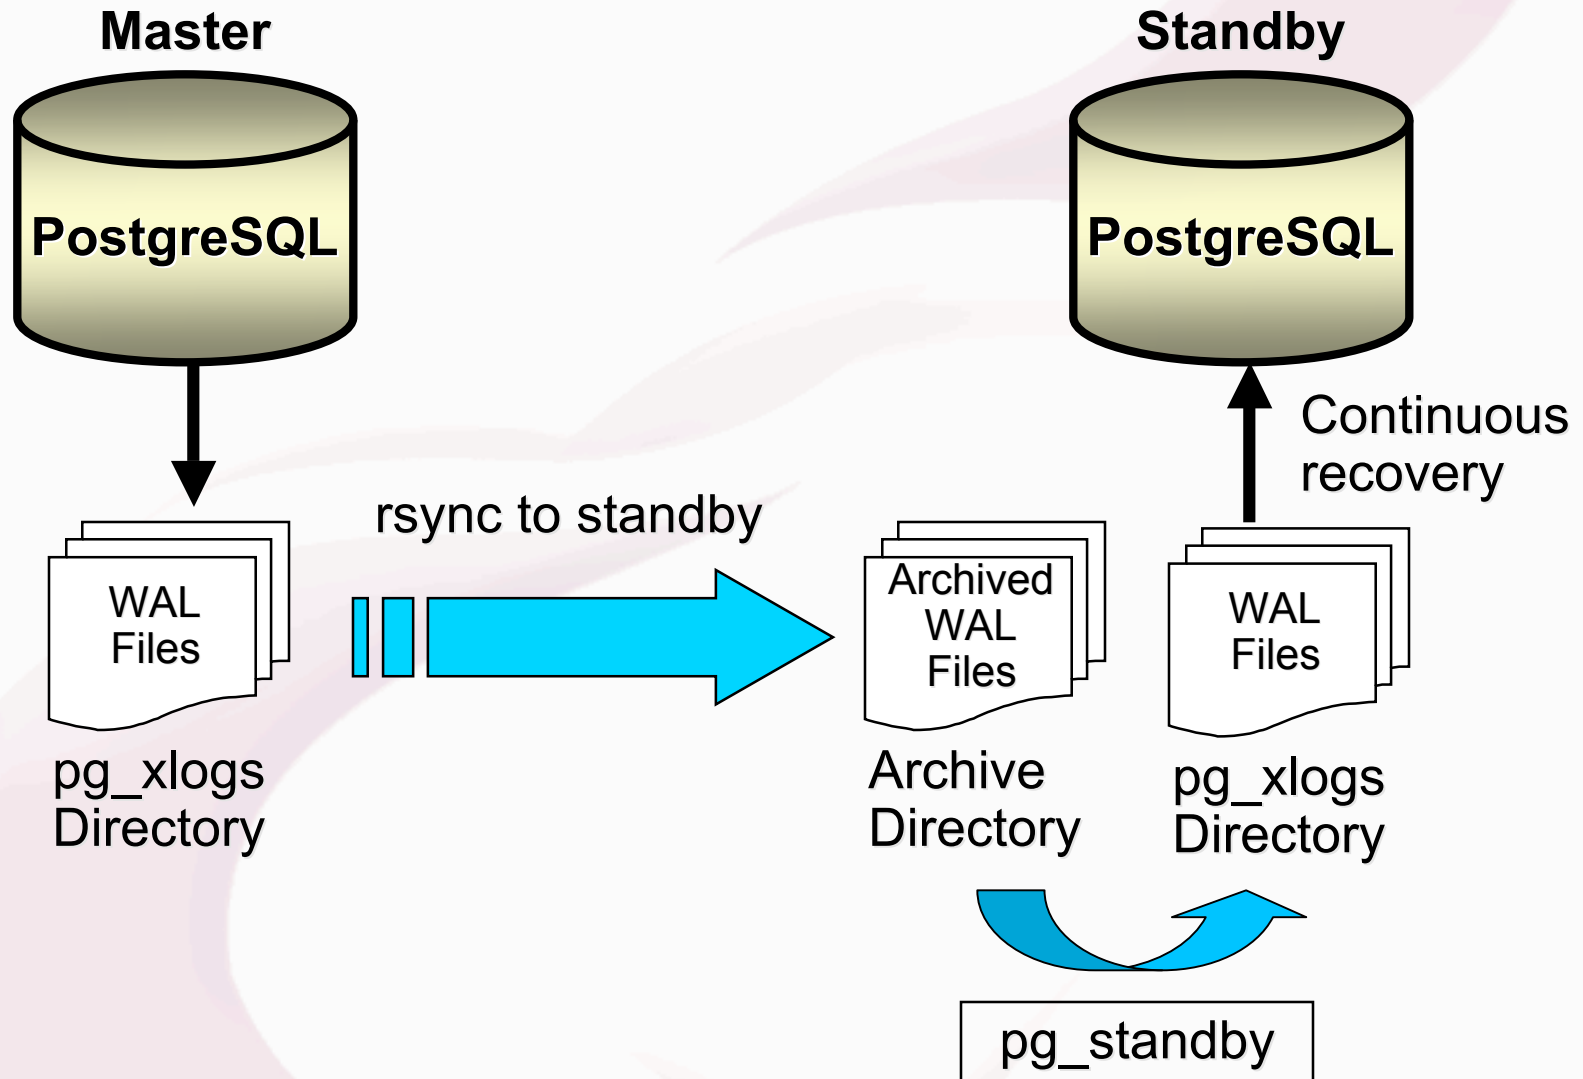 Master
Standby
PostgreSQL
PostgreSQL
Continuous
recovery
rsync to standby
WAL
Files
Archived
WAL
Files
WAL
Files
pg_xlogs
Directory
Archive
Directory
pg_xlogs
Directory
pg_standby